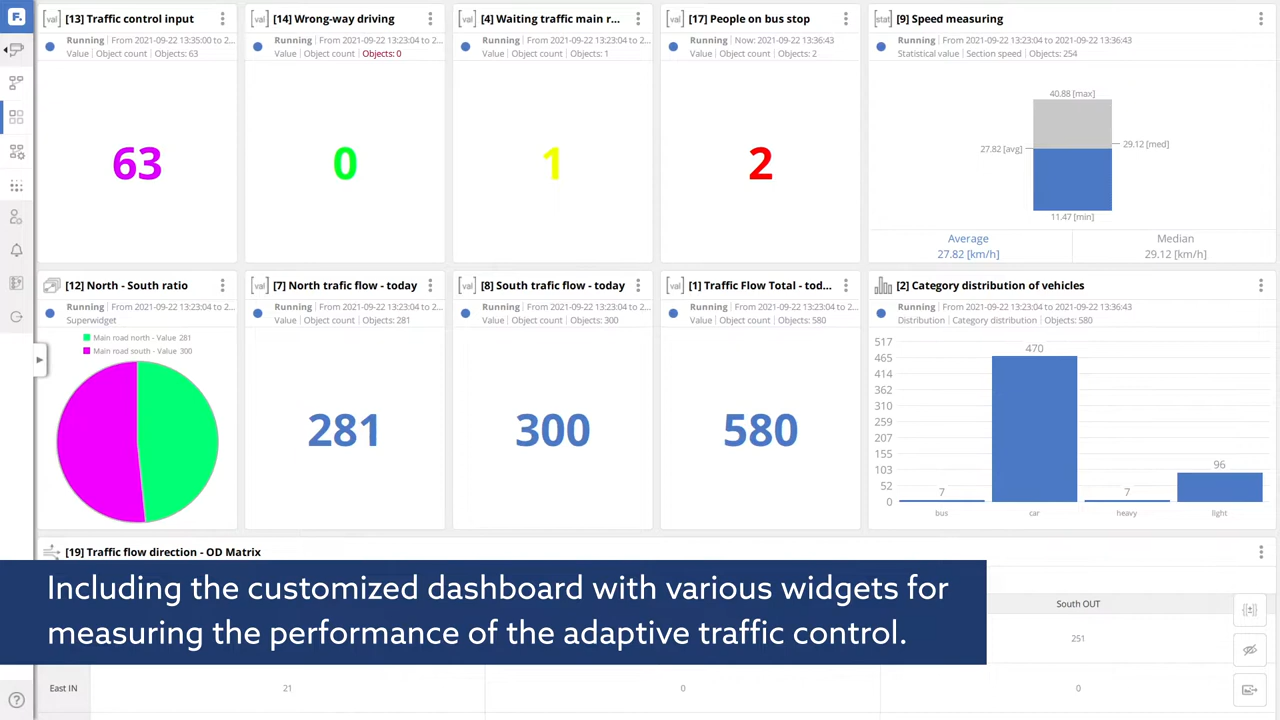 F.
[val] [13] Traffic control input
Running | From 2021-09-22 13:35:00 to 2...
Value | Object count | Objects: 63
63
[val] [14] Wrong-way driving
Running | From 2021-09-22 13:23:04 to 2...
Value | Object count | Objects: 0
0
[val] [4] Waiting traffic main r...
Running | From 2021-09-22 13:23:04 to 2...
Value | Object count | Objects: 1
1
[val] [17] People on bus stop
Running | Now: 2021-09-22 13:36:43
Value | Object count | Objects: 2
2
[stat] [9] Speed measuring
Running | From 2021-09-22 13:23:04 to 2021-09-22 13:36:43
Statistical value | Section speed | Objects: 254
40.88 [max]
27.82 [avg]
29.12 [med]
11.47 [min]
Average
27.82 [km/h]
Median
29.12 [km/h]
[12] North - South ratio
Running | From 2021-09-22 13:23:04 to 2...
Superwidget
Main road north - Value 281
Main road south - Value 300
[val] [7] North trafic flow - today
Running | From 2021-09-22 13:23:04 to 2...
Value | Object count | Objects: 281
281
[val] [8] South trafic flow - today
Running | From 2021-09-22 13:23:04 to 2...
Value | Object count | Objects: 300
300
[val] [1] Traffic Flow Total - tod...
Running | From 2021-09-22 13:23:04 to 2...
Value | Object count | Objects: 580
580
[2] Category distribution of vehicles
Running | From 2021-09-22 13:23:04 to 2021-09-22 13:36:43
Distribution | Category distribution | Objects: 580
517
465
414
362
310
259
207
155
103
52
0
7
470
7
96
bus
car
heavy
light
[19] Traffic flow direction - OD Matrix
Including the customized dashboard with various widgets for
measuring the performance of the adaptive traffic control.
South OUT
251
East IN
21
0
0